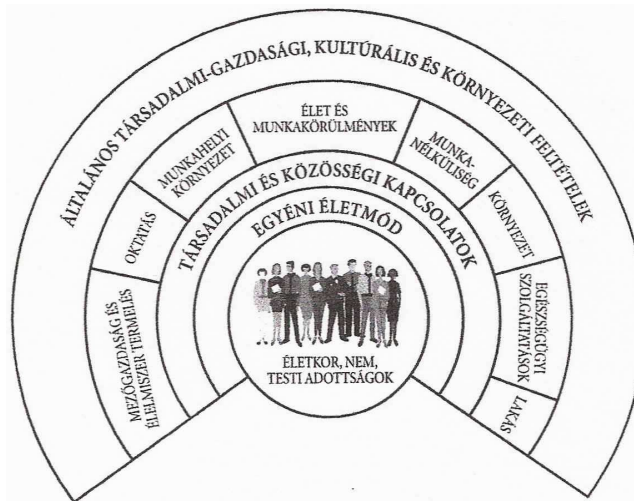 ÁLTALÁNOS TÁRSADALMI-GAZDASÁGI, KULTÚRÁLIS ÉS KÖRNYEZETI FELTÉTELEK
MEZŐGAZDASÁG ÉS
ÉLELMISZER TERMELÉS
OKTATÁS
MUNKAHELYI
KÖRNYEZET
ÉLET ÉS
MUNKAKÖRÜLMÉNYEK
MUNKA-
NÉLKÜLISÉG
KÖRNYEZET
EGÉSZSÉGÜGYI
SZOLGÁLTATÁSOK
LAKÁS
TÁRSADALMI ÉS KÖZÖSSÉGI KAPCSOLATOK
EGYÉNI ÉLETMÓD
ÉLETKOR, NEM,
TESTI ADOTTSÁGOK